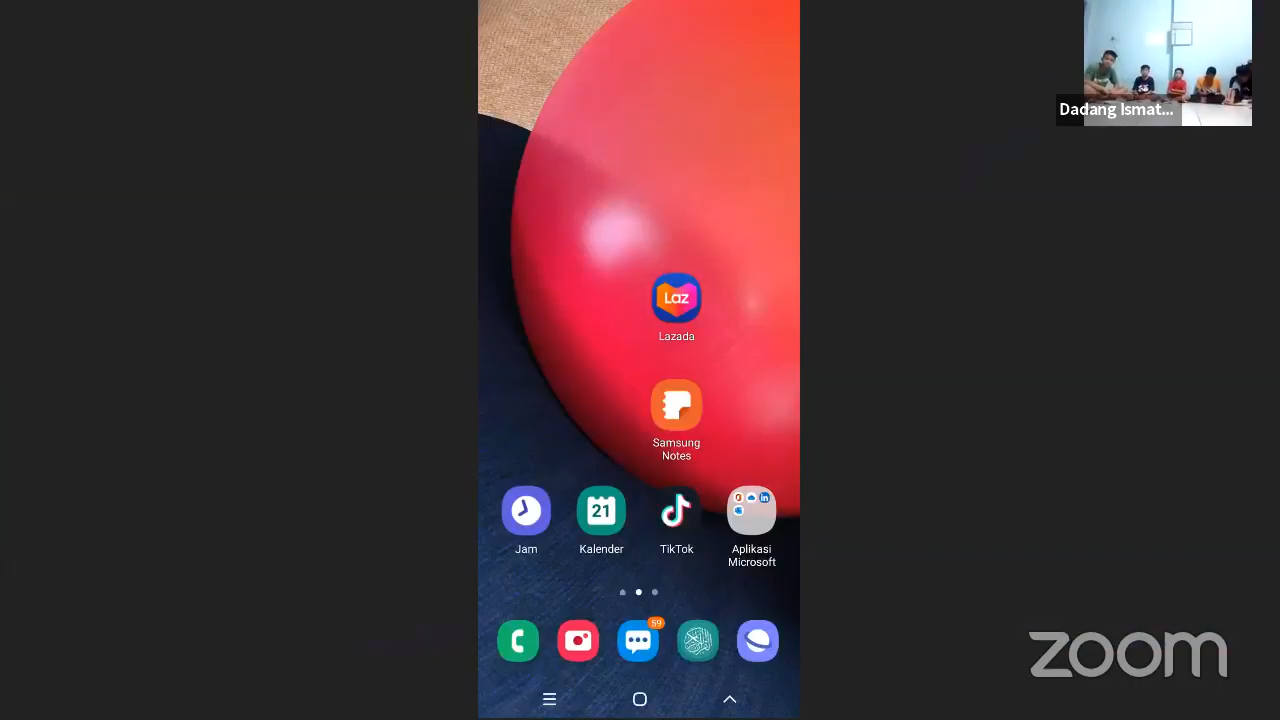 Dadang Ismat...
Laz
Lazada
Samsung
Notes
21
Jam
Kalender
TikTok
Aplikasi
Microsoft
59
zoom